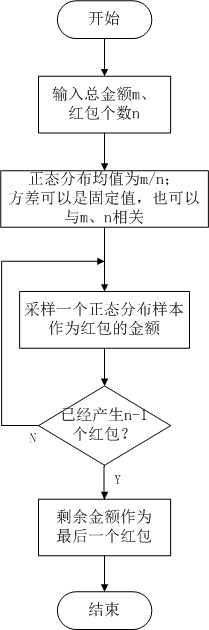 开始
输入总金额m、
红包个数n
正态分布均值为m/n；
方差可以是固定值，也可以
与m、n相关
采样一个正态分布样本
作为红包的金额
已经产生n-1
个红包？
N
Y
剩余金额作为
最后一个红包
结束